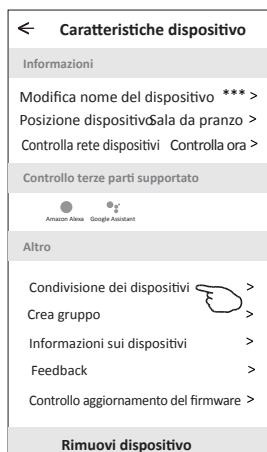 ← Caratteristiche dispositivo
Informazioni
Modifica nome del dispositivo *** >
Posizione dispositivo Sala da pranzo >
Controlla rete dispositivi Controlla ora >
Controllo terze parti supportato
Amazon Alexa Google Assistant
Altro
Condivisione dei dispositivi >
Crea gruppo >
Informazioni sui dispositivi >
Feedback >
Controllo aggiornamento del firmware >
Rimuovi dispositivo